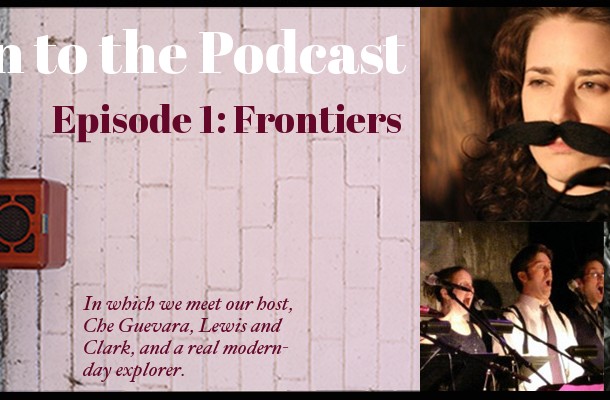 n to the Podcast
Episode 1: Frontiers
In which we meet our host,
Che Guevara, Lewis and
Clark, and a real modern-
day explorer.